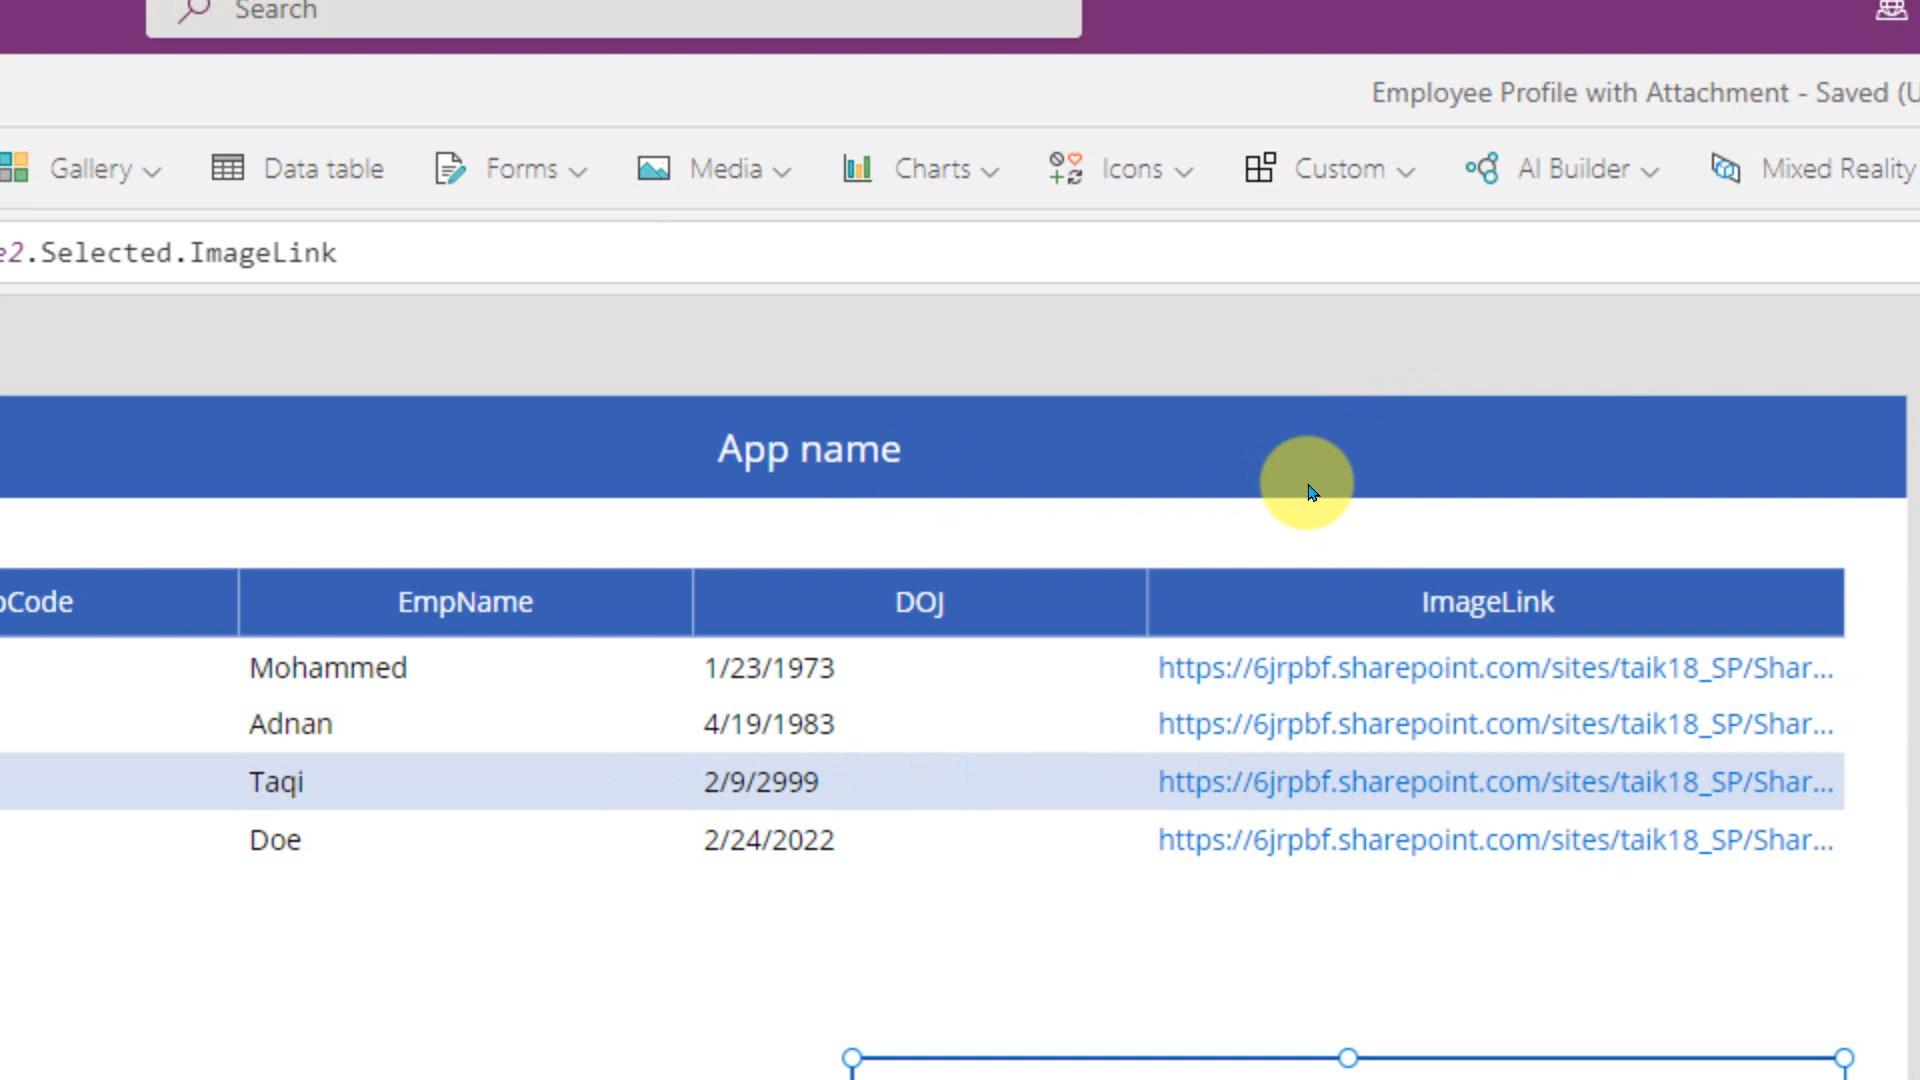 Search
Employee Profile with Attachment - Saved (U
Gallery Data table Forms Media Charts Icons Custom AI Builder Mixed Reality
e2.Selected.ImageLink
App name
pCode EmpName DOJ ImageLink
Mohammed 1/23/1973 https://6jrpbf.sharepoint.com/sites/taik18_SP/Shar...
Adnan 4/19/1983 https://6jrpbf.sharepoint.com/sites/taik18_SP/Shar...
Taqi 2/9/2999 https://6jrpbf.sharepoint.com/sites/taik18_SP/Shar...
Doe 2/24/2022 https://6jrpbf.sharepoint.com/sites/taik18_SP/Shar...